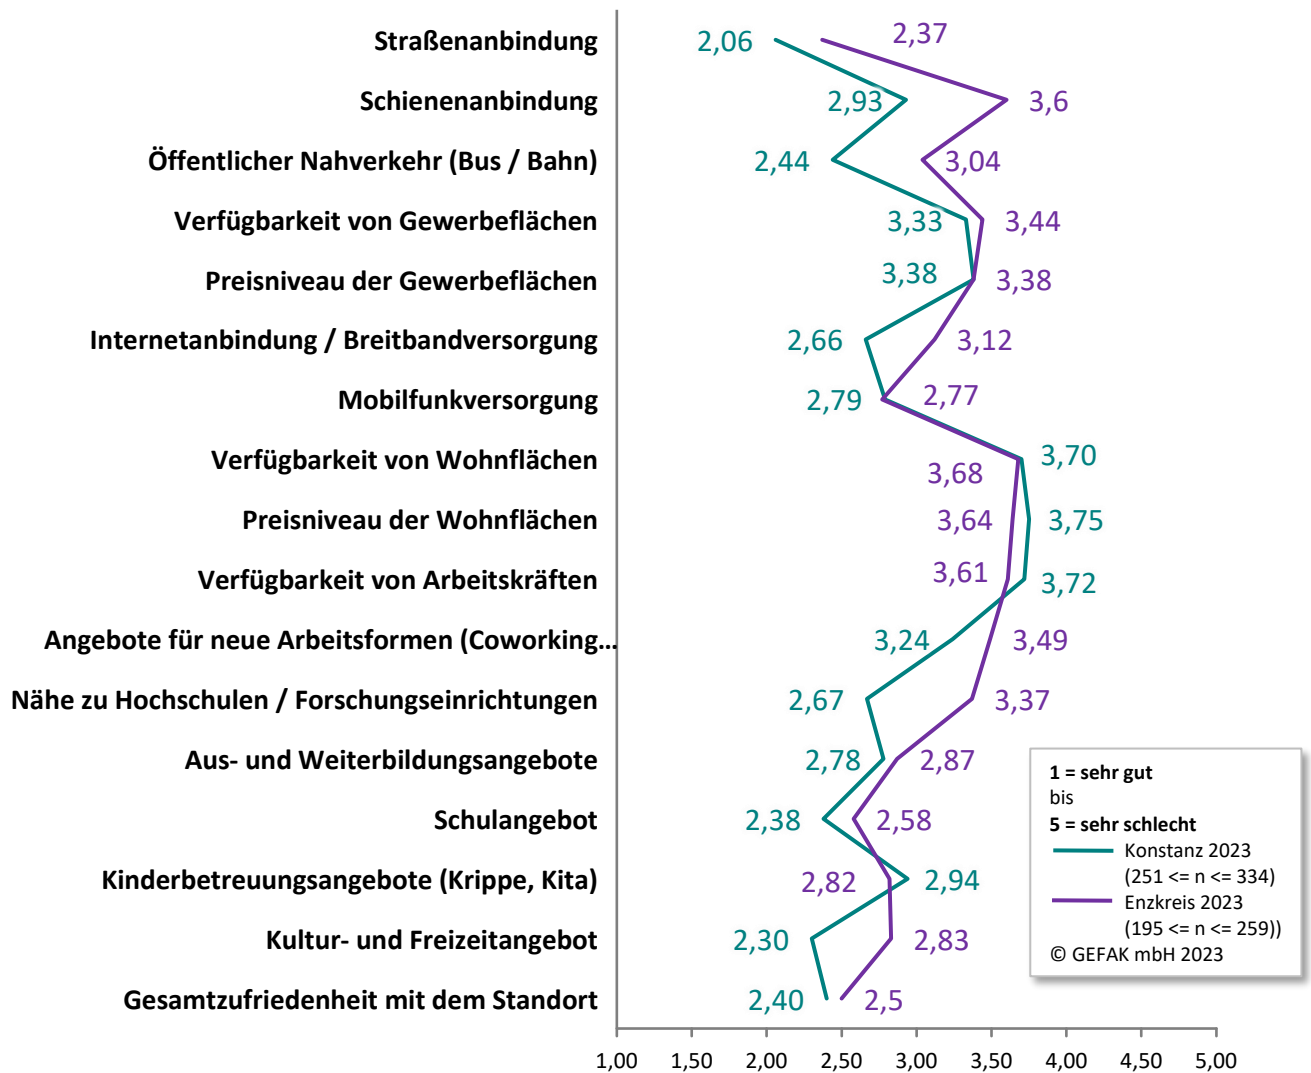 Straßenanbindung 2,06 2,37
Schienenanbindung 2,93 3,6
Öffentlicher Nahverkehr (Bus / Bahn) 2,44 3,04
Verfügbarkeit von Gewerbeflächen 3,33 3,44
Preisniveau der Gewerbeflächen 3,38 3,38
Internetanbindung / Breitbandversorgung 2,66 3,12
Mobilfunkversorgung 2,79 2,77
Verfügbarkeit von Wohnflächen 3,68 3,70
Preisniveau der Wohnflächen 3,64 3,75
Verfügbarkeit von Arbeitskräften 3,61 3,72
Angebote für neue Arbeitsformen (Coworking... 3,24 3,49
Nähe zu Hochschulen / Forschungseinrichtungen 2,67 3,37
Aus- und Weiterbildungsangebote 2,78 2,87
Schulangebot 2,38 2,58
Kinderbetreuungsangebote (Krippe, Kita) 2,82 2,94
Kultur- und Freizeitangebot 2,30 2,83
Gesamtzufriedenheit mit dem Standort 2,40 2,5
1 = sehr gut
bis
5 = sehr schlecht
Konstanz 2023
(251 <= n <= 334)
Enzkreis 2023
(195 <= n <= 259))
© GEFAK mbH 2023
1,00 1,50 2,00 2,50 3,00 3,50 4,00 4,50 5,00